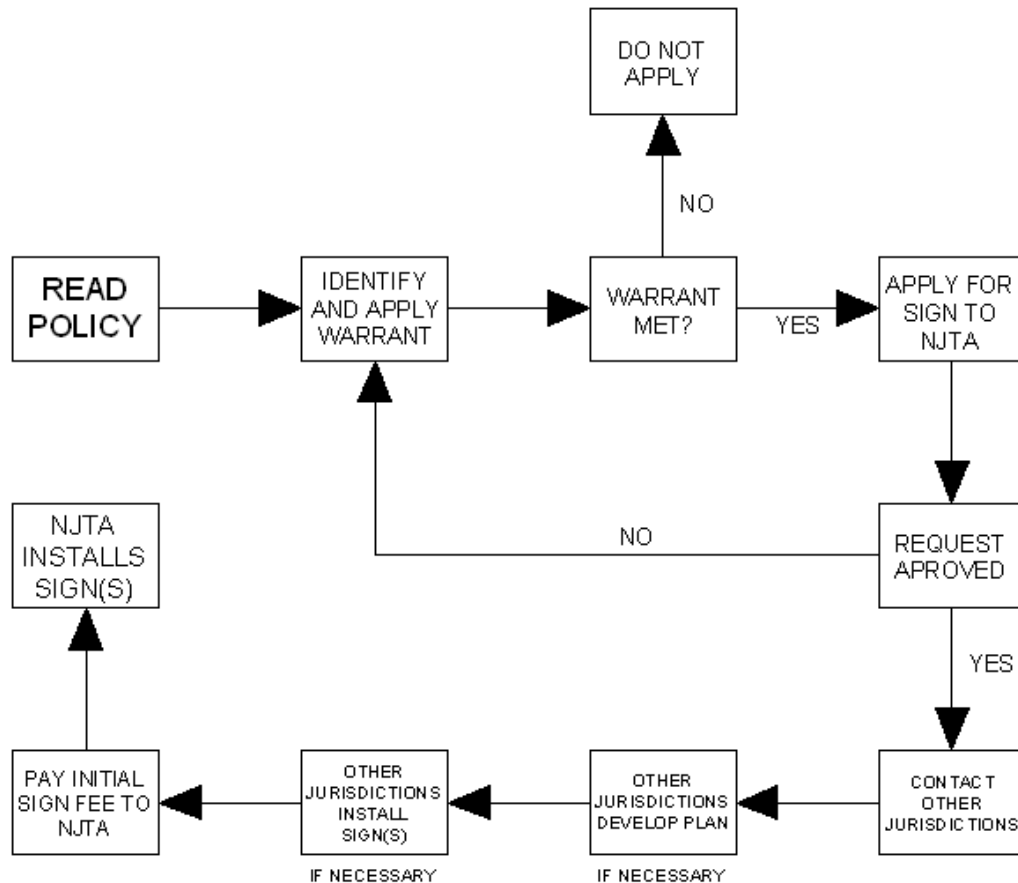 DO NOT
APPLY
NO
READ
POLICY
IDENTIFY
AND APPLY
WARRANT
WARRANT
MET?
YES
APPLY FOR
SIGN TO
NJTA
NJTA
INSTALLS
SIGN(S)
NO
REQUEST
APROVED
YES
PAY INITIAL
SIGN FEE TO
NJTA
OTHER
JURISDICTIONS
INSTALL
SIGN(S)
IF NECESSARY
OTHER
JURISDICTIONS
DEVELOP PLAN
IF NECESSARY
CONTACT
OTHER
JURISDICTIONS